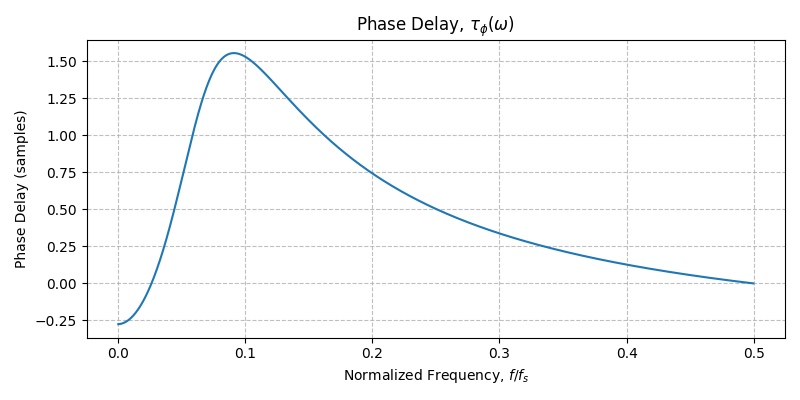 Phase Delay, τ_ϕ(ω)
Phase Delay (samples)
1.50
1.25
1.00
0.75
0.50
0.25
0.00
−0.25
0.0 0.1 0.2 0.3 0.4 0.5
Normalized Frequency, f/f_s